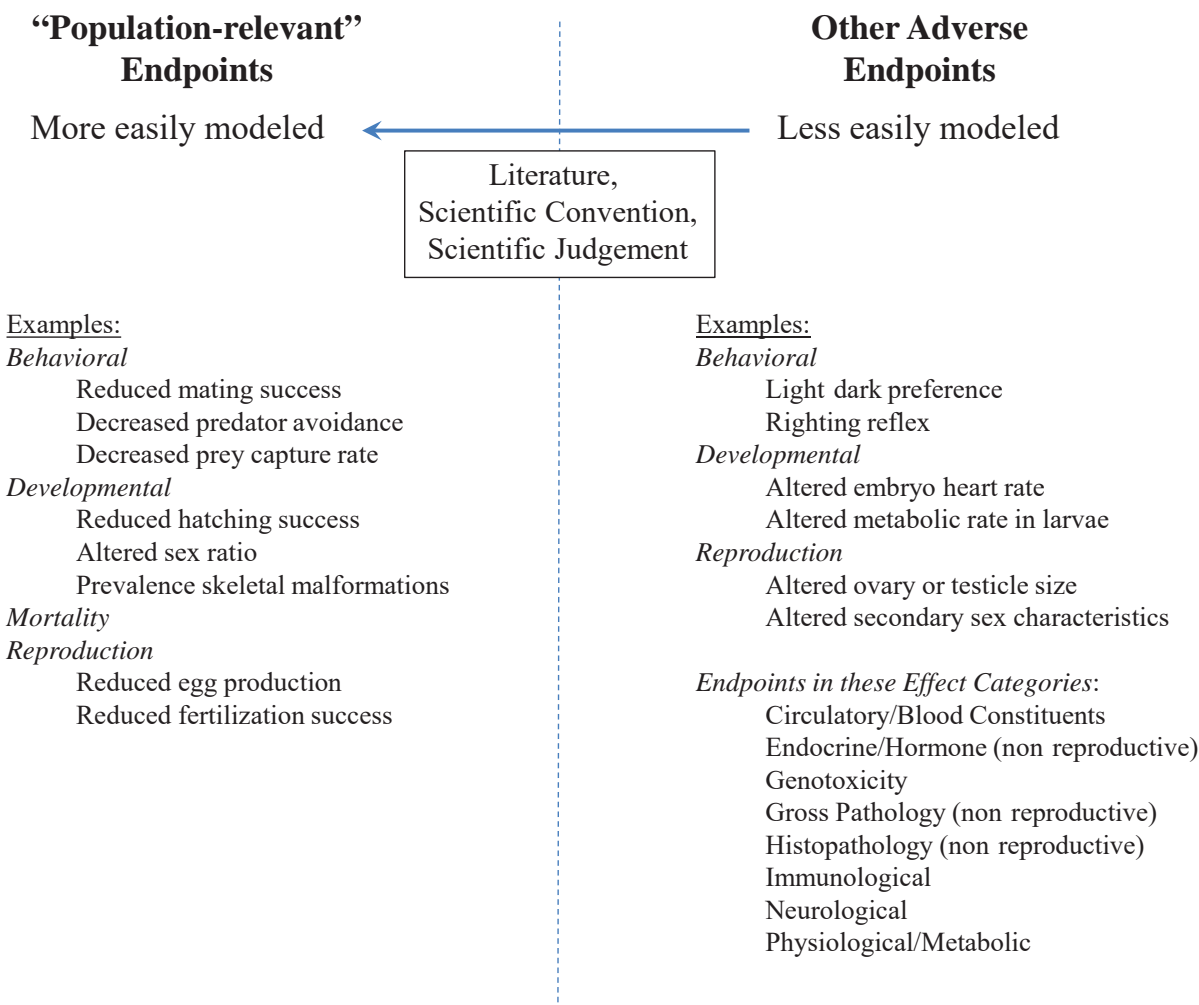 “Population-relevant”
Endpoints
More easily modeled
Other Adverse
Endpoints
Less easily modeled
Literature,
Scientific Convention,
Scientific Judgement
Examples:
Behavioral
Reduced mating success
Decreased predator avoidance
Decreased prey capture rate
Developmental
Reduced hatching success
Altered sex ratio
Prevalence skeletal malformations
Mortality
Reproduction
Reduced egg production
Reduced fertilization success
Examples:
Behavioral
Light dark preference
Righting reflex
Developmental
Altered embryo heart rate
Altered metabolic rate in larvae
Reproduction
Altered ovary or testicle size
Altered secondary sex characteristics
Endpoints in these Effect Categories:
Circulatory/Blood Constituents
Endocrine/Hormone (non reproductive)
Genotoxicity
Gross Pathology (non reproductive)
Histopathology (non reproductive)
Immunological
Neurological
Physiological/Metabolic